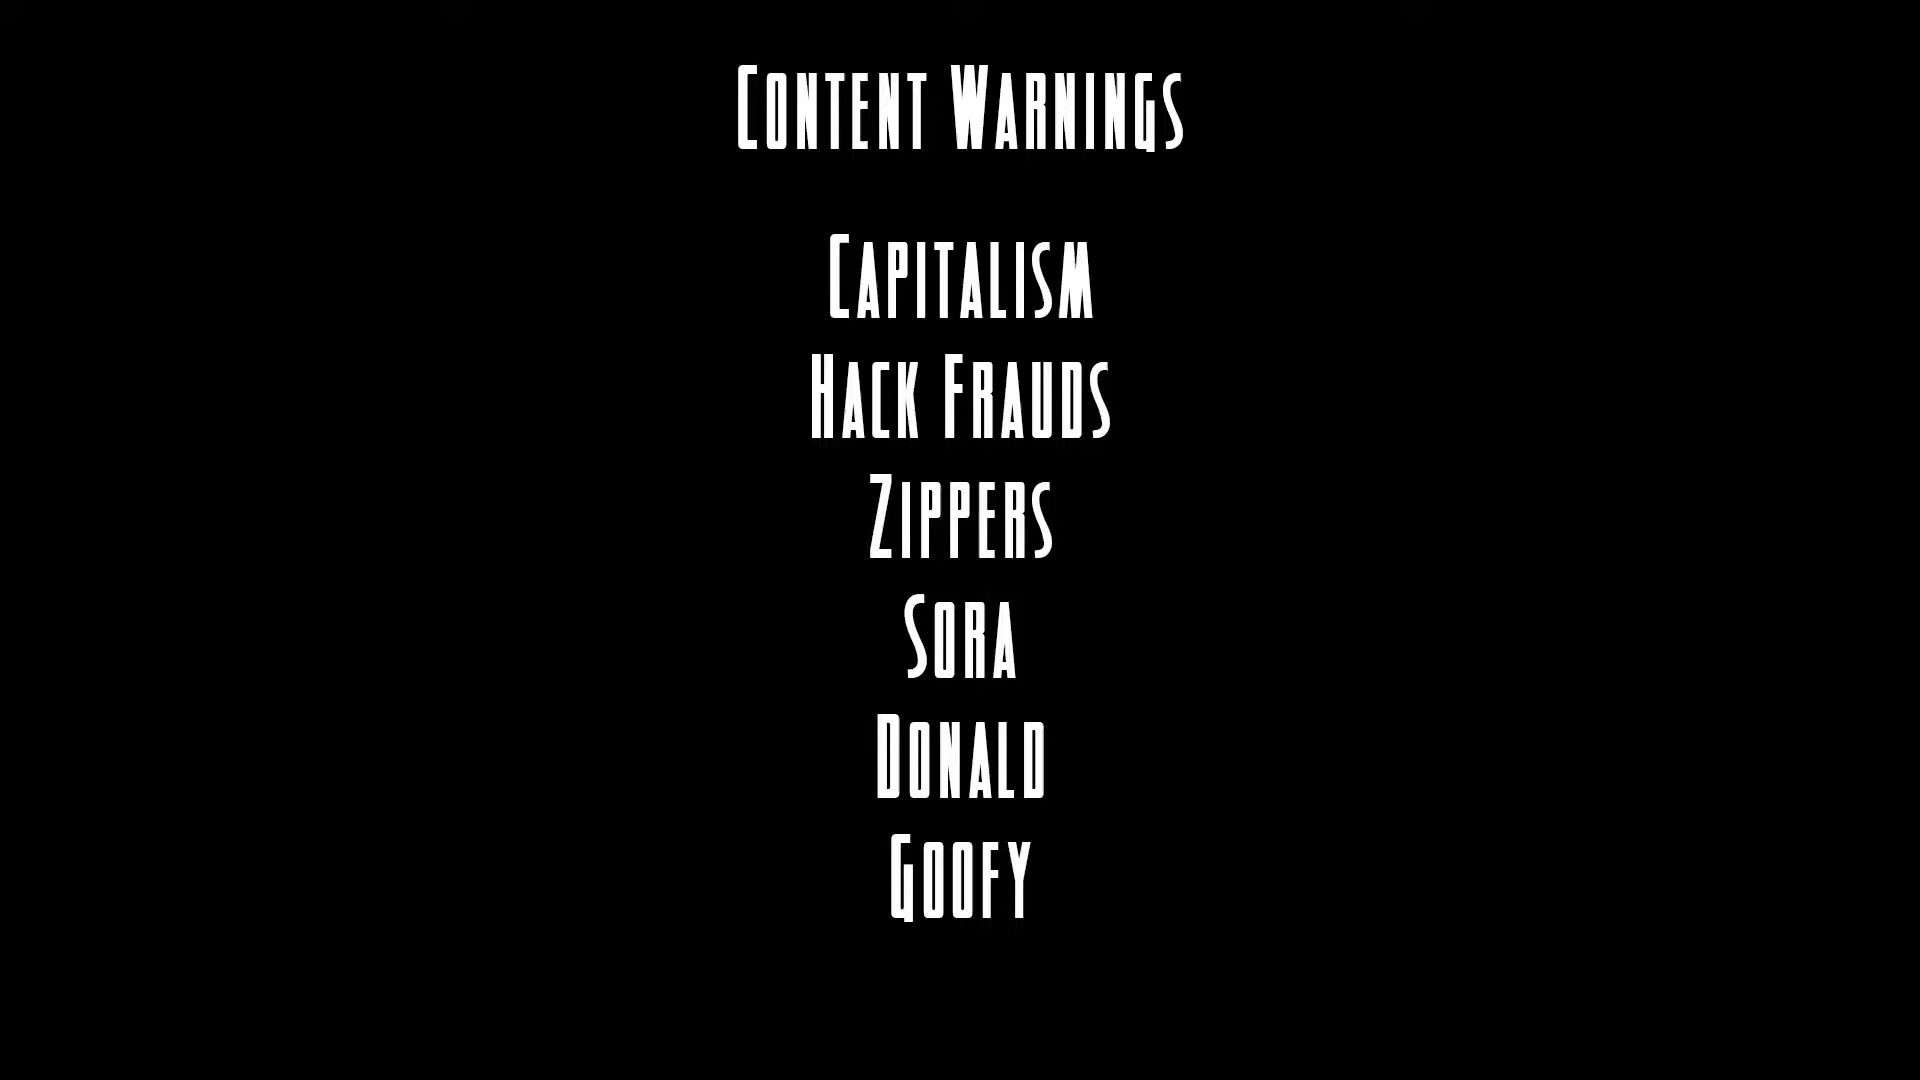 Content Warnings
Capitalism
Hack Frauds
Zippers
Sora
Donald
Goofy